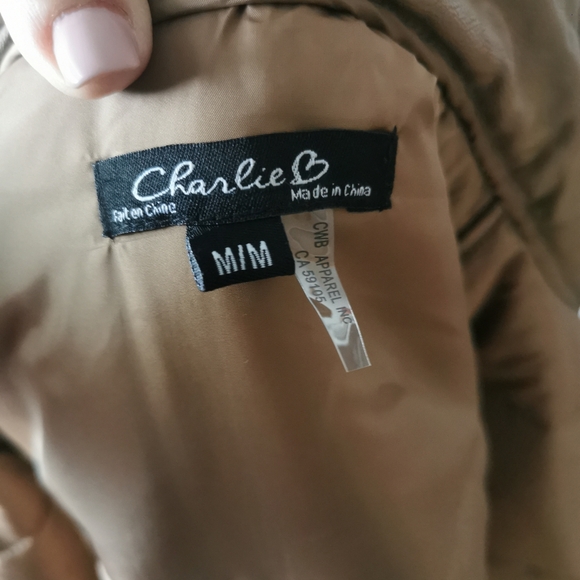 Charlie B
Fait en Chine
Made in China
M/M
CWB APPAREL INC
CA 59105